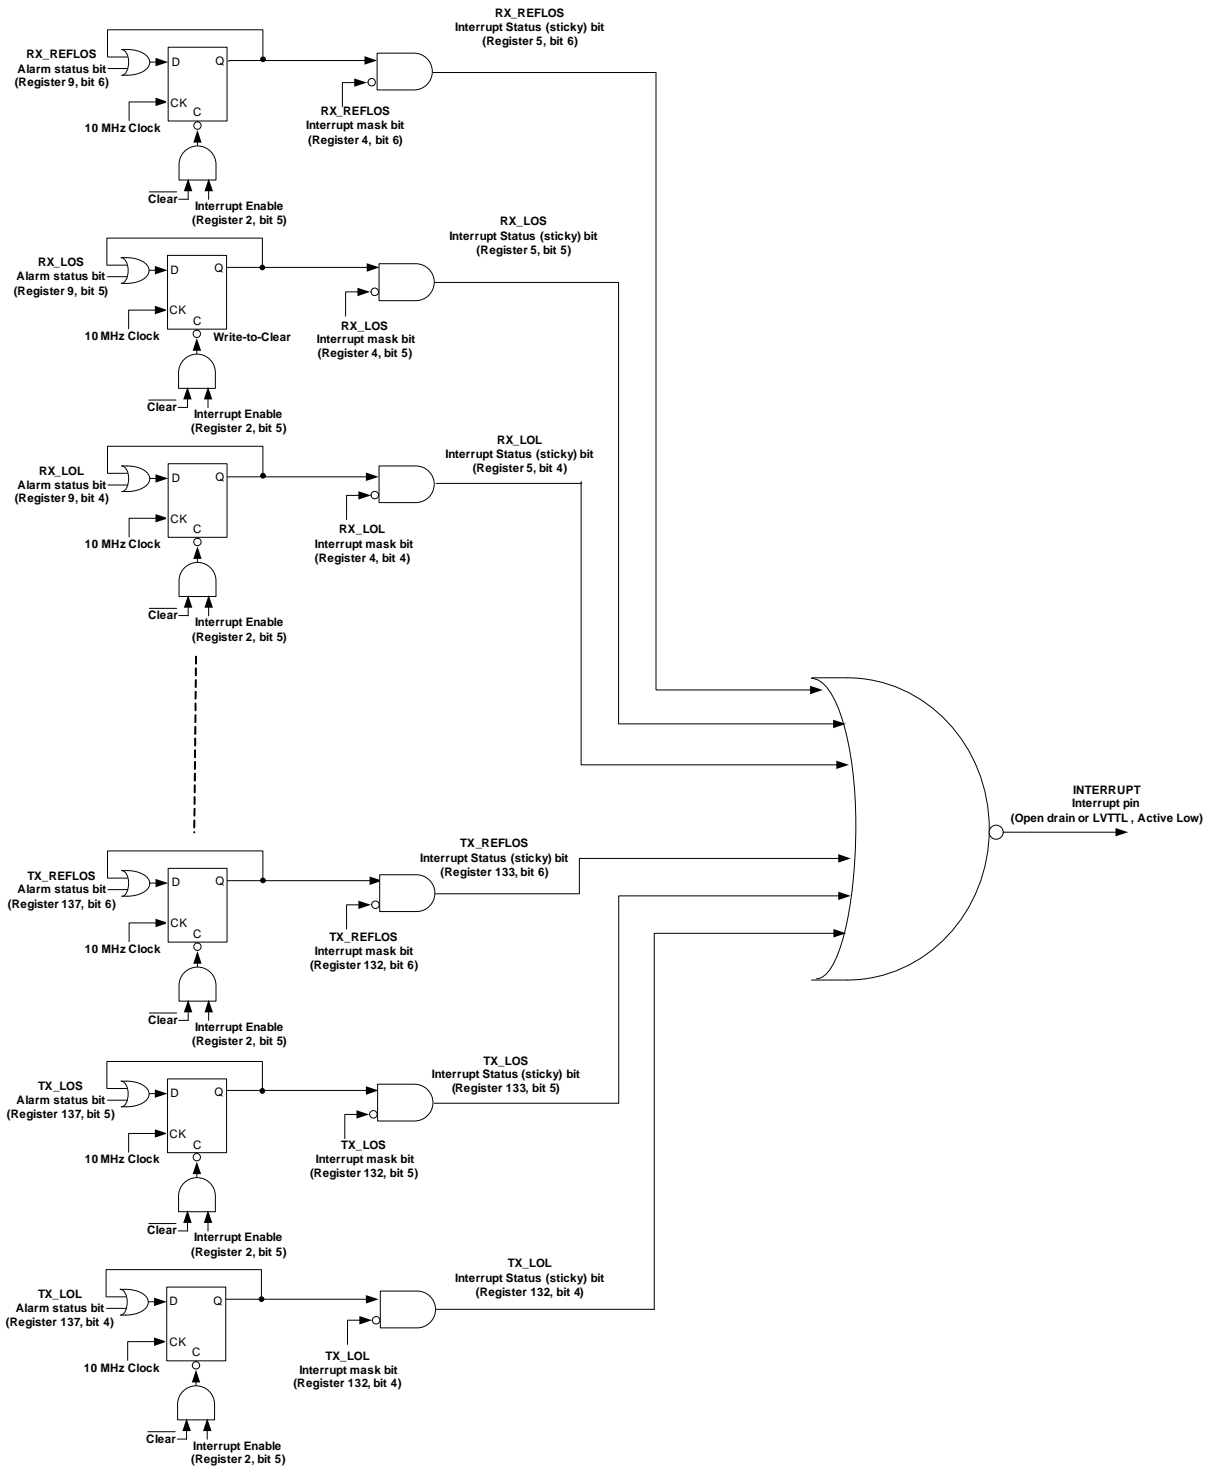 RX_REFLOS
Interrupt Status (sticky) bit
(Register 5, bit 6)
RX_REFLOS
Alarm status bit
(Register 9, bit 6)
D
Q
CK
C
10 MHz Clock
RX_REFLOS
Interrupt mask bit
(Register 4, bit 6)
Clear
Interrupt Enable
(Register 2, bit 5)
RX_LOS
Interrupt Status (sticky) bit
(Register 5, bit 5)
RX_LOS
Alarm status bit
(Register 9, bit 5)
D
Q
CK
C
10 MHz Clock
Write-to-Clear
RX_LOS
Interrupt mask bit
(Register 4, bit 5)
Clear
Interrupt Enable
(Register 2, bit 5)
RX_LOL
Interrupt Status (sticky) bit
(Register 5, bit 4)
RX_LOL
Alarm status bit
(Register 9, bit 4)
D
Q
CK
C
10 MHz Clock
RX_LOL
Interrupt mask bit
(Register 4, bit 4)
Clear
Interrupt Enable
(Register 2, bit 5)
INTERRUPT
Interrupt pin
(Open drain or LVTTL , Active Low)
TX_REFLOS
Interrupt Status (sticky) bit
(Register 133, bit 6)
TX_REFLOS
Alarm status bit
(Register 137, bit 6)
D
Q
CK
C
10 MHz Clock
TX_REFLOS
Interrupt mask bit
(Register 132, bit 6)
Clear
Interrupt Enable
(Register 2, bit 5)
TX_LOS
Interrupt Status (sticky) bit
(Register 133, bit 5)
TX_LOS
Alarm status bit
(Register 137, bit 5)
D
Q
CK
C
10 MHz Clock
TX_LOS
Interrupt mask bit
(Register 132, bit 5)
Clear
Interrupt Enable
(Register 2, bit 5)
TX_LOL
Interrupt Status (sticky) bit
(Register 132, bit 4)
TX_LOL
Alarm status bit
(Register 137, bit 4)
D
Q
CK
C
10 MHz Clock
TX_LOL
Interrupt mask bit
(Register 132, bit 4)
Clear
Interrupt Enable
(Register 2, bit 5)